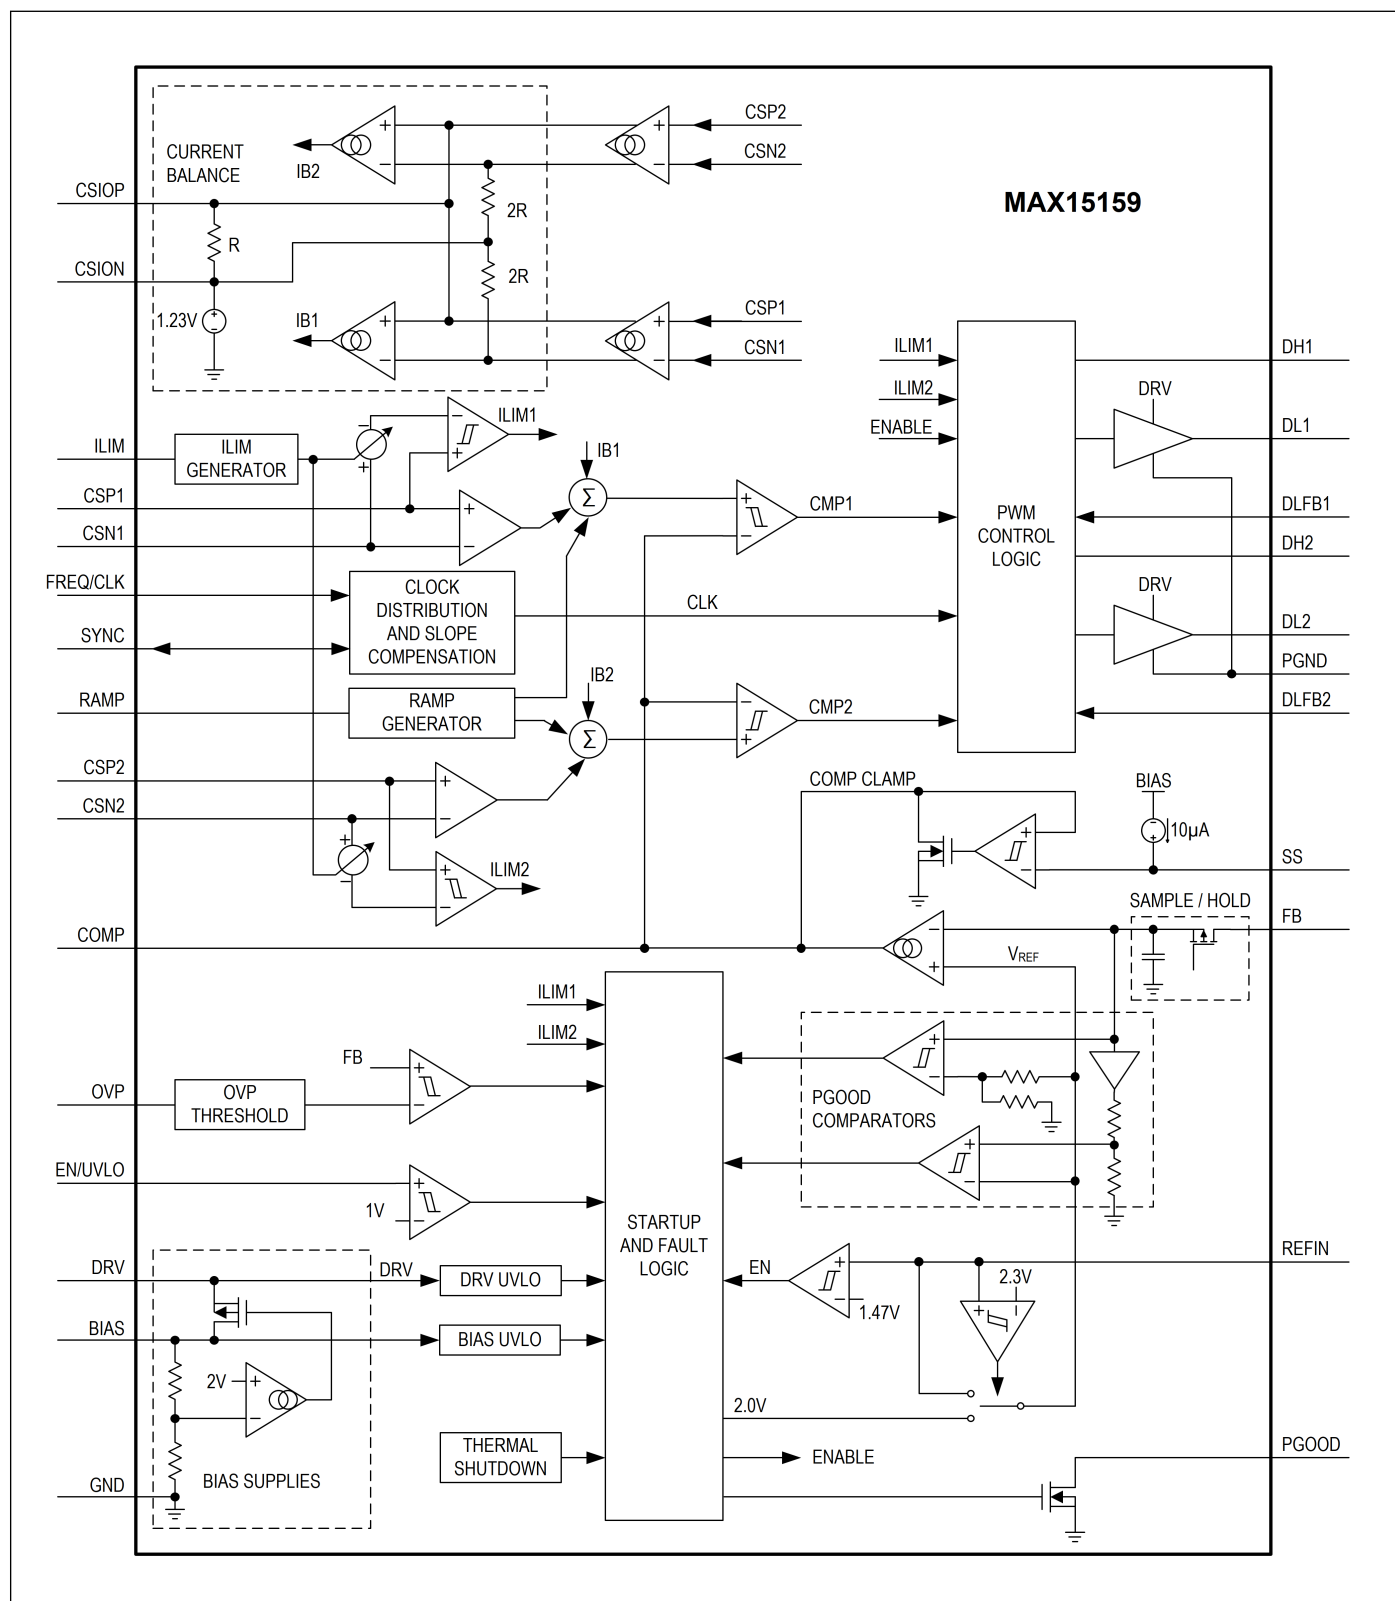 CSP2
CURRENT
BALANCE
IB2
CSN2
CSIOP
MAX15159
2R
R
CSION
2R
1.23V
IB1
CSP1
CSN1
ILIM1
DH1
ILIM2
DRV
ILIM1
ENABLE
DL1
ILIM
ILIM
GENERATOR
IB1
CSP1
Σ
CMP1
PWM
CONTROL
LOGIC
DLFB1
CSN1
DH2
FREQ/CLK
CLOCK
DISTRIBUTION
AND SLOPE
COMPENSATION
CLK
DRV
SYNC
DL2
PGND
IB2
RAMP
RAMP
GENERATOR
CMP2
DLFB2
Σ
CSP2
COMP CLAMP
BIAS
CSN2
10µA
ILIM2
SS
SAMPLE / HOLD
FB
COMP
VREF
ILIM1
ILIM2
FB
OVP
OVP
THRESHOLD
PGOOD
COMPARATORS
EN/UVLO
1V
STARTUP
AND FAULT
LOGIC
REFIN
DRV
DRV
DRV UVLO
EN
2.3V
1.47V
BIAS
BIAS UVLO
2V
2.0V
THERMAL
SHUTDOWN
ENABLE
PGOOD
BIAS SUPPLIES
GND